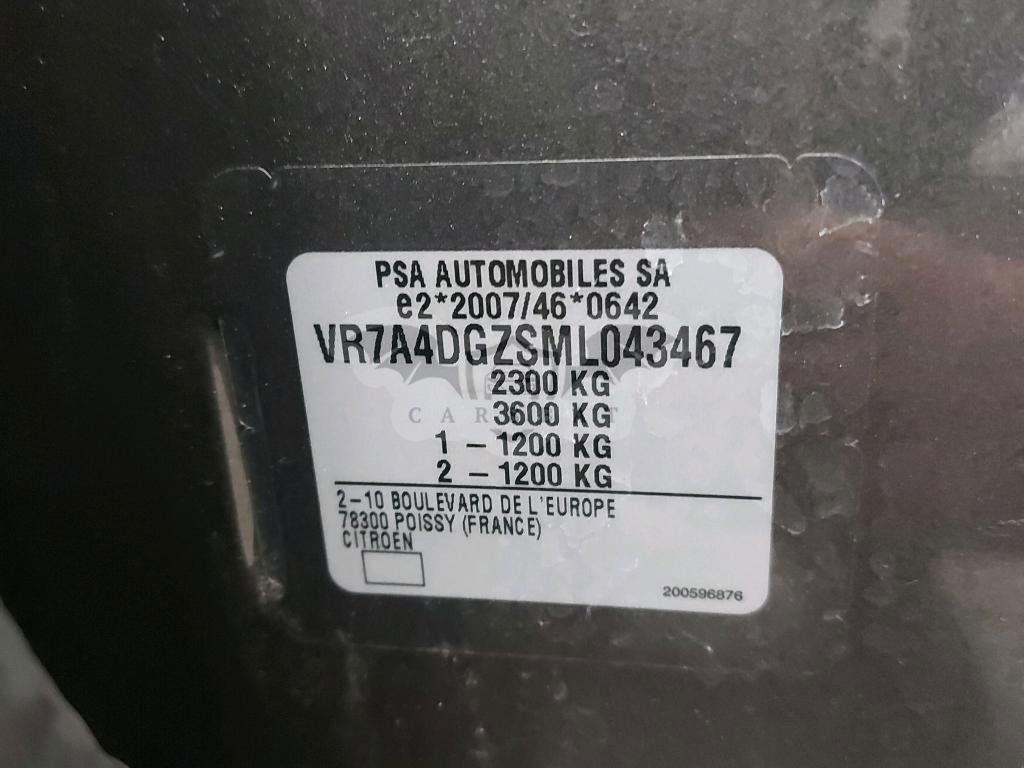 PSA AUTOMOBILES SA
e2*2007/46*0642
VR7A4DGZSML043467
2300 KG
3600 KG
1 - 1200 KG
2 - 1200 KG
2-10 BOULEVARD DE L'EUROPE
78300 POISSY (FRANCE)
CITROEN
200596876